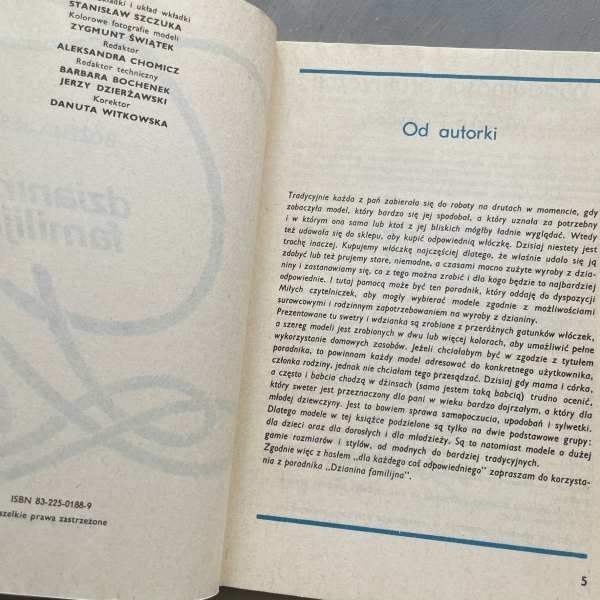 okładki i układ wkładki
STANISŁAW SZCZUKA
Kolorowe fotografie modeli
ZYGMUNT ŚWIĄTEK
Redaktor
ALEKSANDRA CHOMICZ
Redaktor techniczny
BARBARA BOCHENEK
JERZY DZIERŻAWSKI
Korektor
DANUTA WITKOWSKA
ISBN 83-225-0188-9
szelkie prawa zastrzeżone
Od autorki
Tradycyjnie każda z pań zabierała się do roboty na drutach w momencie, gdy
zobaczyła model, który bardzo się jej spodobał, a który uznała za potrzebny
i w którym ona sama lub ktoś z jej bliskich mógłby ładnie wyglądać. Wtedy
też udawała się do sklepu, aby kupić odpowiednią włóczkę. Dzisiaj niestety jest
trochę inaczej. Kupujemy włóczkę najczęściej dlatego, że właśnie udało się ją
zdobyć lub też prujemy stare, niemodne, a czasami mocno zużyte wyroby z dzia-
niny i zastanawiamy się, co z tego można zrobić i dla kogo będzie to najbardziej
odpowiednie. I tutaj pomocą może być ten poradnik, który oddaję do dyspozycji
Miłych czytelniczek, aby mogły wybierać modele zgodnie z możliwościami
surowcowymi i rodzinnym zapotrzebowaniem na wyroby z dzianiny.
Prezentowane tu swetry i wdzianka są zrobione z przeróżnych gatunków włóczek,
a szereg modeli jest zrobionych w dwu lub więcej kolorach, aby umożliwić pełne
wykorzystanie domowych zasobów. Jeżeli chciałabym być w zgodzie z tytułem
poradnika, to powinnam każdy model adresować do konkretnego użytkownika,
członka rodziny, jednak nie chciałam tego przesądzać. Dzisiaj gdy mama i córka,
a często i babcia chodzą w dżinsach (sama jestem taką babcią) trudno ocenić,
który sweter jest przeznaczony dla pani w wieku bardzo dojrzałym, a który dla
młodej dziewczyny. Jest to bowiem sprawa samopoczucia, upodobań i sylwetki.
Dlatego modele w tej książce podzielone są tylko na dwie podstawowe grupy:
dla dzieci oraz dla dorosłych i dla młodzieży. Są to natomiast modele o dużej
gamie rozmiarów i stylów, od modnych do bardziej tradycyjnych.
Zgodnie więc z hasłem „dla każdego coś odpowiedniego” zapraszam do korzysta-
nia z poradnika „Dzianina familijna”.
5